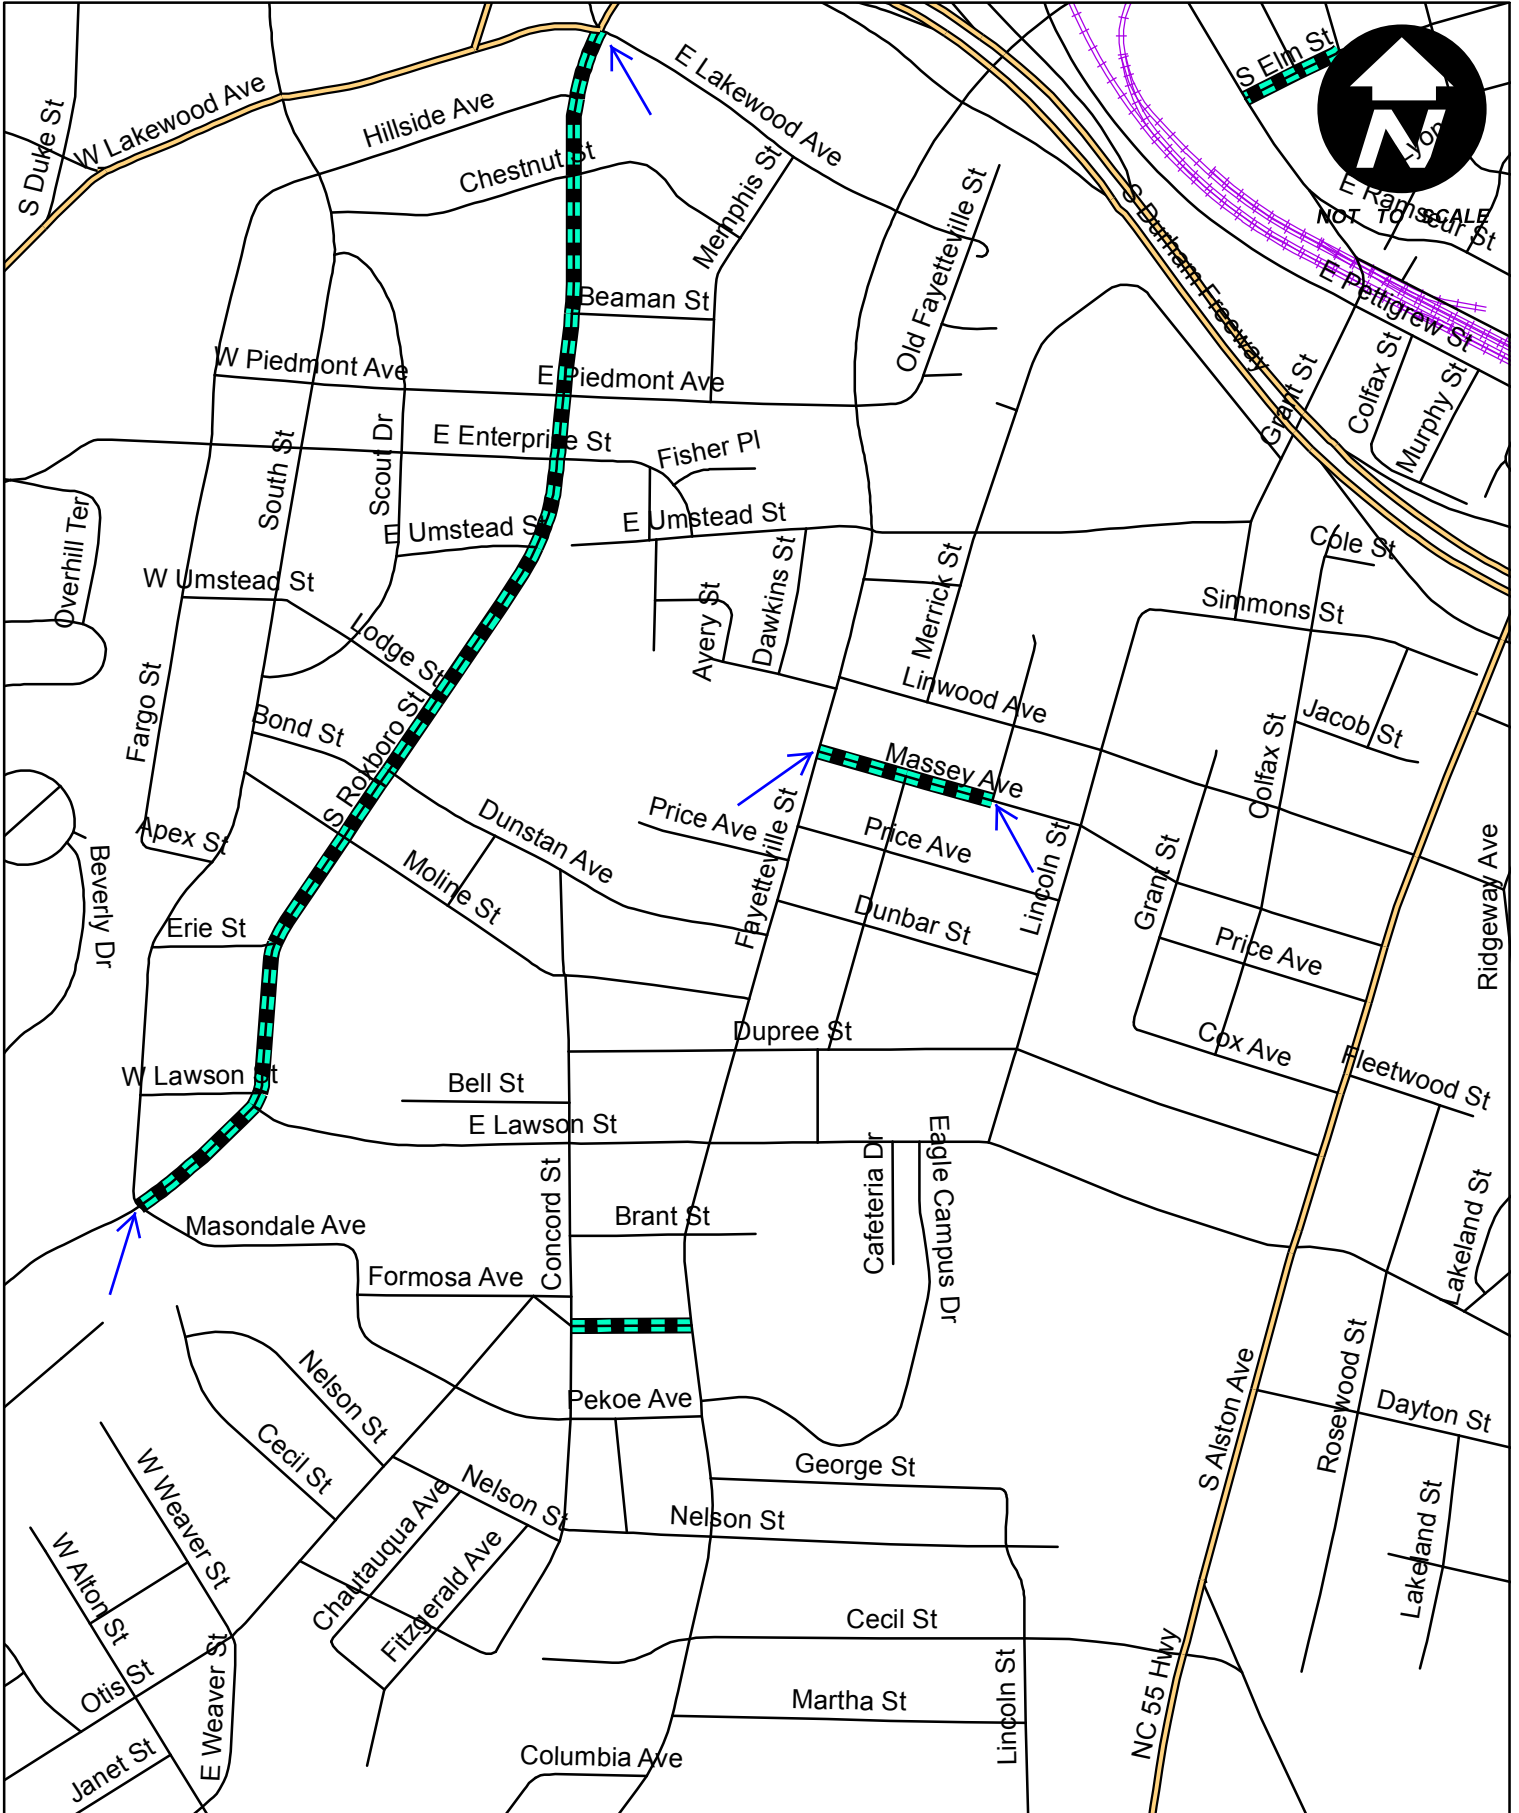 S Elm St
E Lakewood Ave
W Lakewood Ave
Hillside Ave
S Duke St
Chestnut St
Memphis St
N
Lyon
E Ramseur St
NOT TO SCALE
Old Fayetteville St
S Durham Freeway
E Pettigrew St
Beaman St
W Piedmont Ave
E Piedmont Ave
Grant St
Colfax St
Murphy St
E Enterprise St
Fisher Pl
South St
Scout Dr
Overhill Ter
E Umstead St
E Umstead St
Cole St
W Umstead St
Dawkins St
Avery St
Merrick St
Simmons St
Lodge St
Linwood Ave
Fargo St
Bond St
S Roxboro St
Jacob St
Colfax St
Massey Ave
Price Ave
Fayetteville St
Price Ave
Lincoln St
Apex St
Dunstan Ave
Moline St
Grant St
Beverly Dr
Ridgeway Ave
Erie St
Dunbar St
Price Ave
Dupree St
Cox Ave
Fleetwood St
W Lawson St
Bell St
E Lawson St
Cafeteria Dr
Eagle Campus Dr
Concord St
Masondale Ave
Brant St
Lakeland St
Formosa Ave
Nelson St
Pekoe Ave
S Alston Ave
Rosewood St
Dayton St
Cecil St
W Weaver St
George St
Nelson St
Nelson St
Chautauqua Ave
Fitzgerald Ave
Lakeland St
W Alton St
Cecil St
Otis St
E Weaver St
Lincoln St
NC 55 Hwy
Martha St
Janet St
Columbia Ave